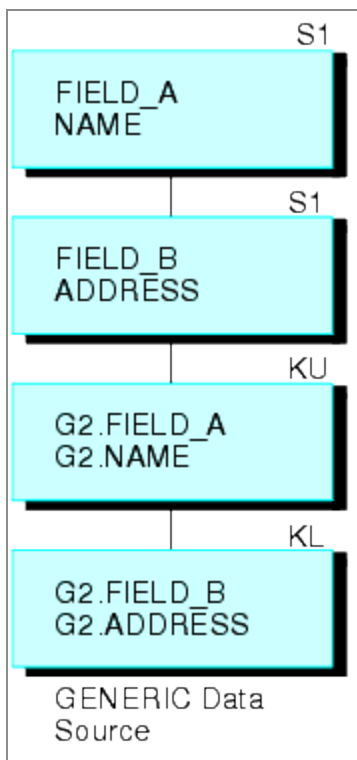 S1
FIELD_A
NAME
S1
FIELD_B
ADDRESS
KU
G2.FIELD_A
G2.NAME
KL
G2.FIELD_B
G2.ADDRESS
GENERIC Data
Source